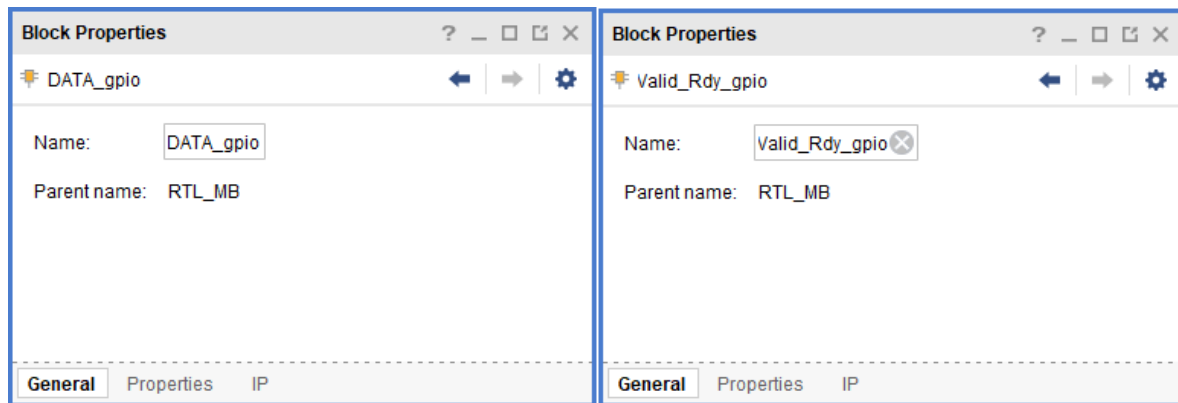 Block Properties
DATA_gpio
Name: DATA_gpio
Parent name: RTL_MB
General Properties IP
Block Properties
Valid_Rdy_gpio
Name: Valid_Rdy_gpio
Parent name: RTL_MB
General Properties IP